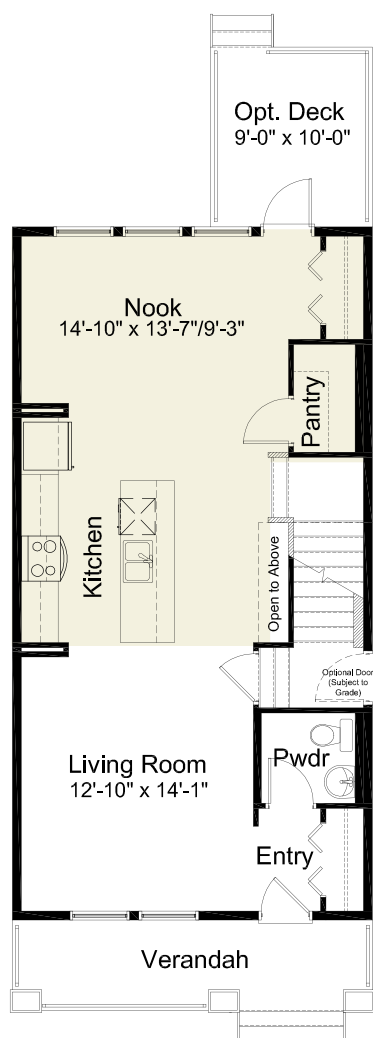 Opt. Deck
9'-0" x 10'-0"
Nook
14'-10" x 13'-7"/9'-3"
Pantry
Kitchen
Open to Above
Optional Door
(Subject to
Grade)
Living Room
12'-10" x 14'-1"
Pwdr
Entry
Verandah